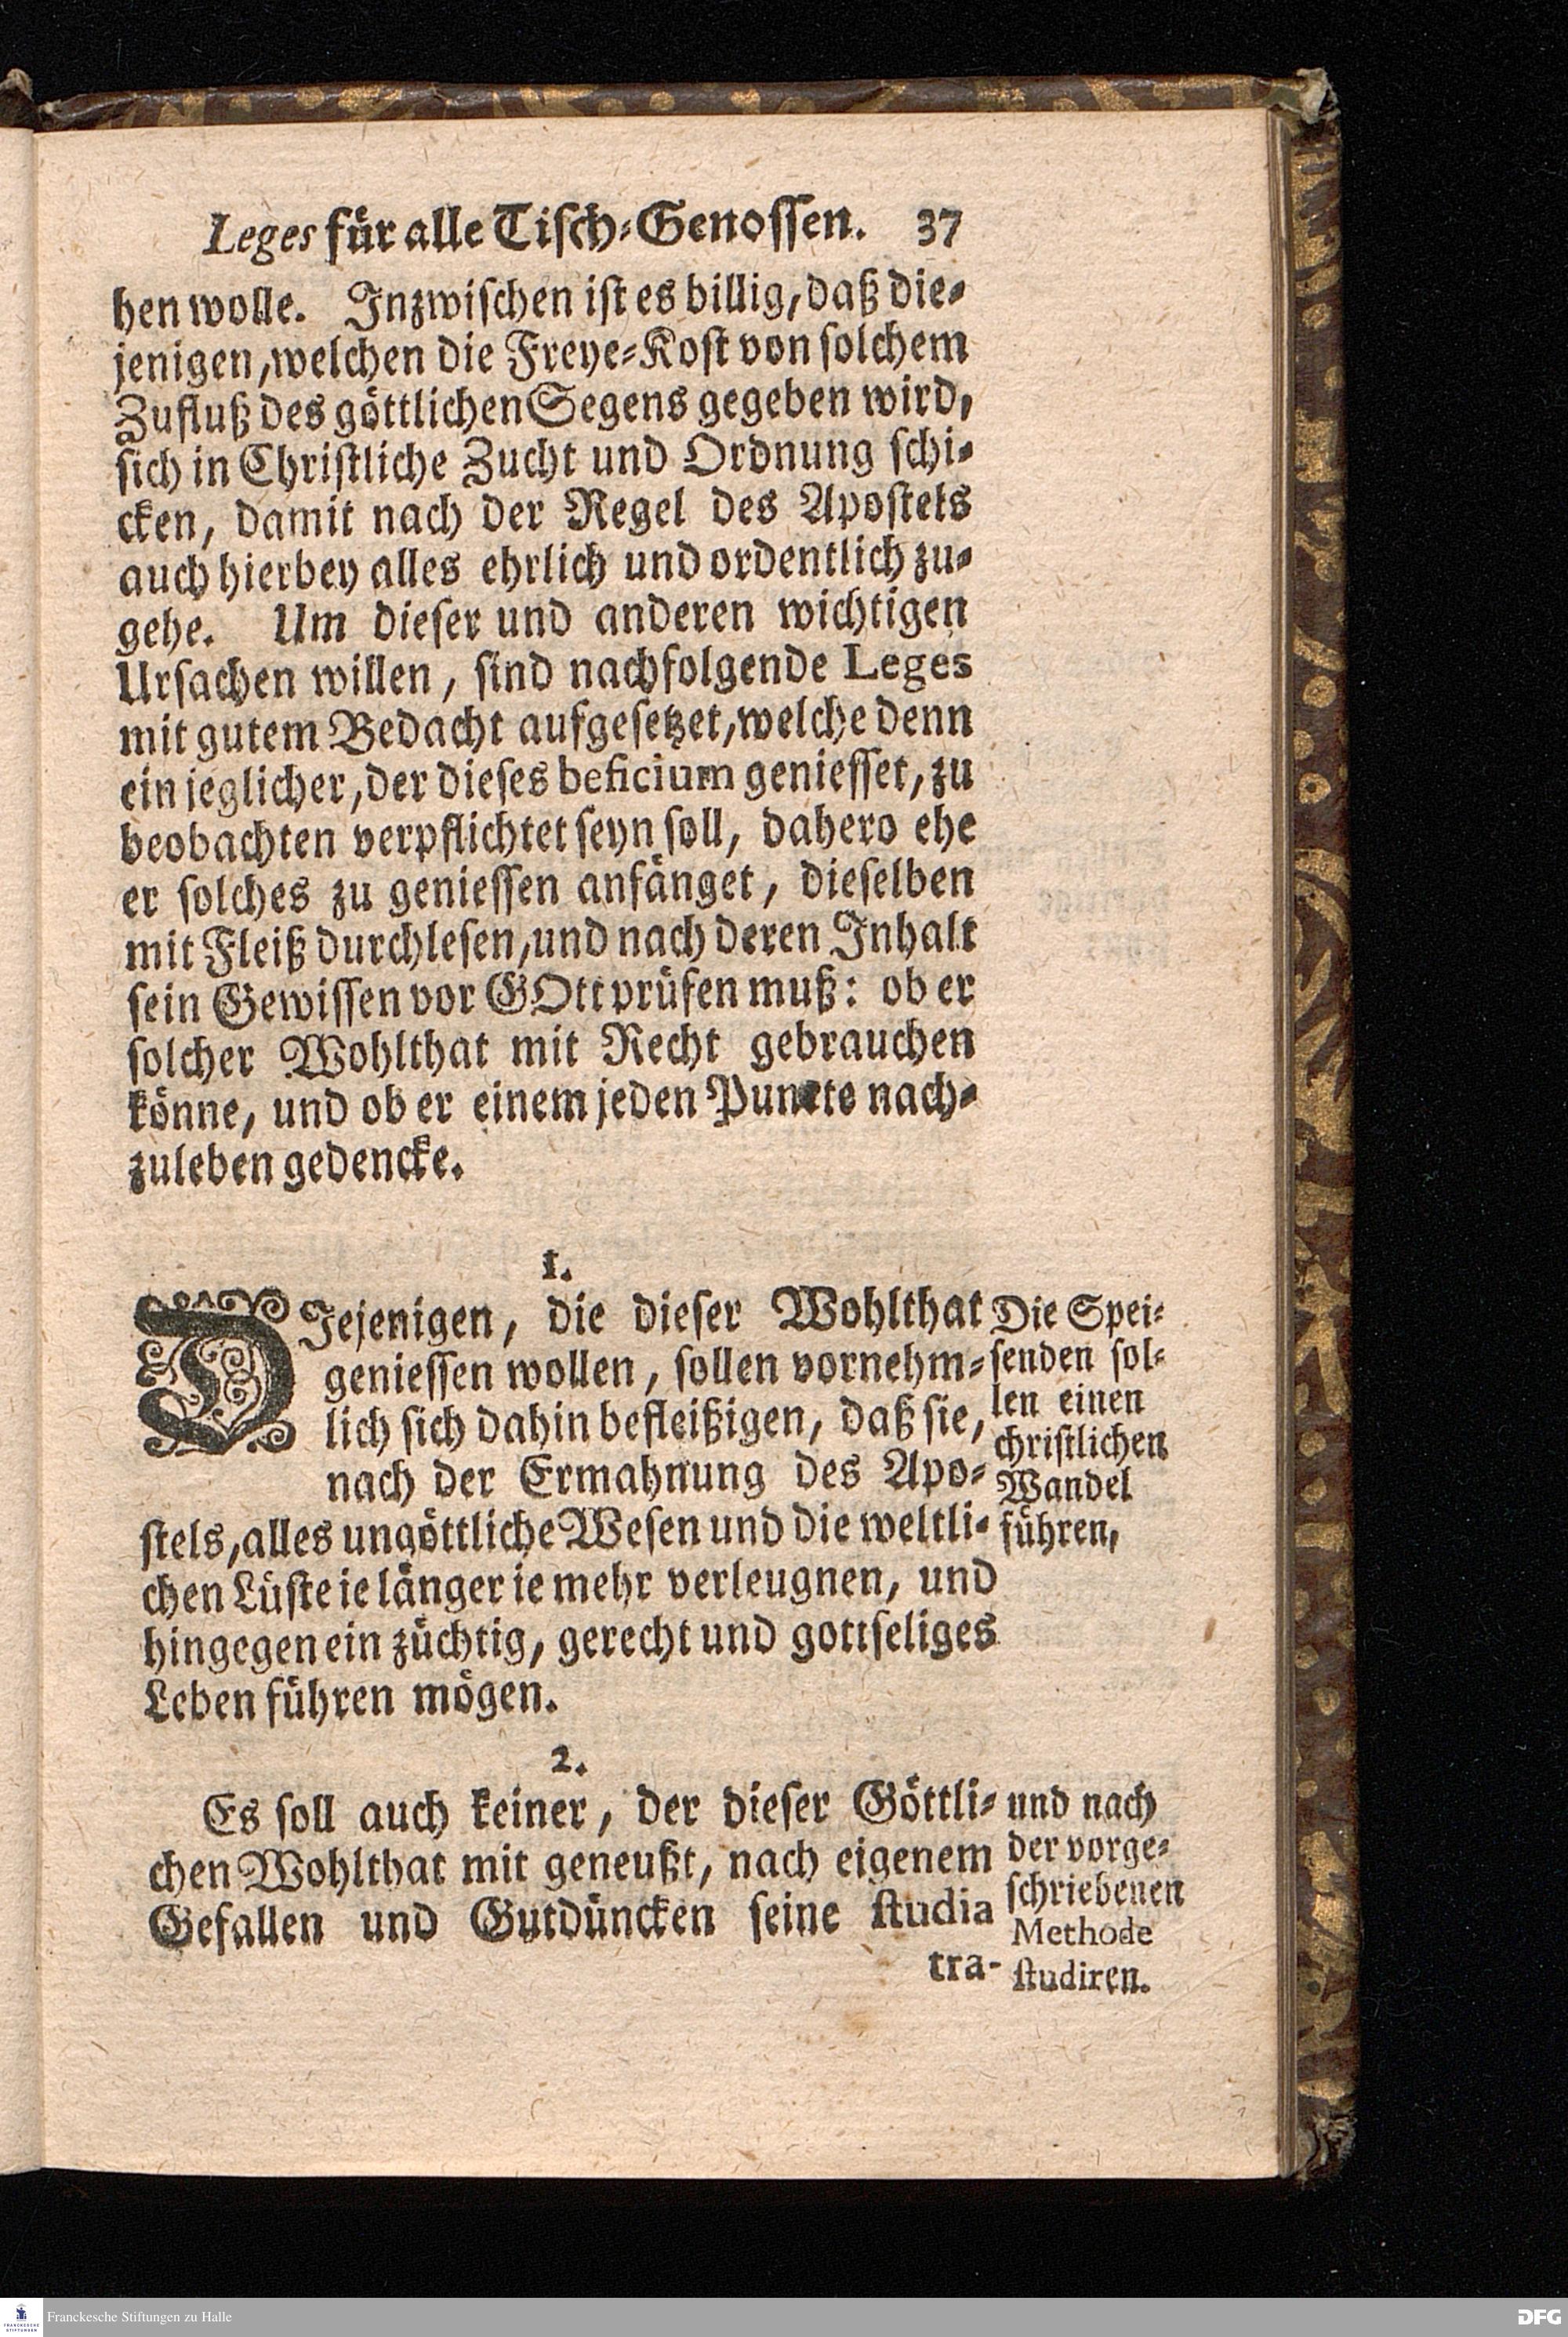 Leges für alle Tisch-Genossen. 37
hen wolle. Inzwischen ist es billig, daß die-
jenigen, welchen die Freye-Kost von solchem
Zufluß des göttlichen Segens gegeben wird,
sich in Christliche Zucht und Ordnung schi-
cken, damit nach der Regel des Apostels
auch hierbey alles ehrlich und ordentlich zu-
gehe. Um dieser und anderen wichtigen
Ursachen willen, sind nachfolgende Leges
mit gutem Bedacht aufgesetzet, welche denn
ein jeglicher, der dieses beficium geniesset, zu
beobachten verpflichtet seyn soll, dahero ehe
er solches zu geniessen anfänget, dieselben
mit Fleiß durchlesen, und nach deren Inhalt
sein Gewissen vor GOtt prüfen muß: ob er
solcher Wohlthat mit Recht gebrauchen
könne, und ob er einem jeden Puncte nach-
zuleben gedencke.
1.
DIejenigen, die dieser Wohlthat
geniessen wollen, sollen vornehm-
lich sich dahin befleißigen, daß sie,
nach der Ermahnung des Apo-
stels, alles ungöttliche Wesen und die weltli-
chen Lüste ie länger ie mehr verleugnen, und
hingegen ein züchtig, gerecht und gottseliges
Leben führen mögen.
Die Spei-
senden sol-
len einen
christlichen
Wandel
führen,
2.
Es soll auch keiner, der dieser Göttli-
chen Wohlthat mit geneußt, nach eigenem
Gefallen und Gutdüncken seine studia
tra-
und nach
der vorge-
schriebenen
Methode
studiren.
FRANCKESCHE
STIFTUNGEN
Franckesche Stiftungen zu Halle
DFG